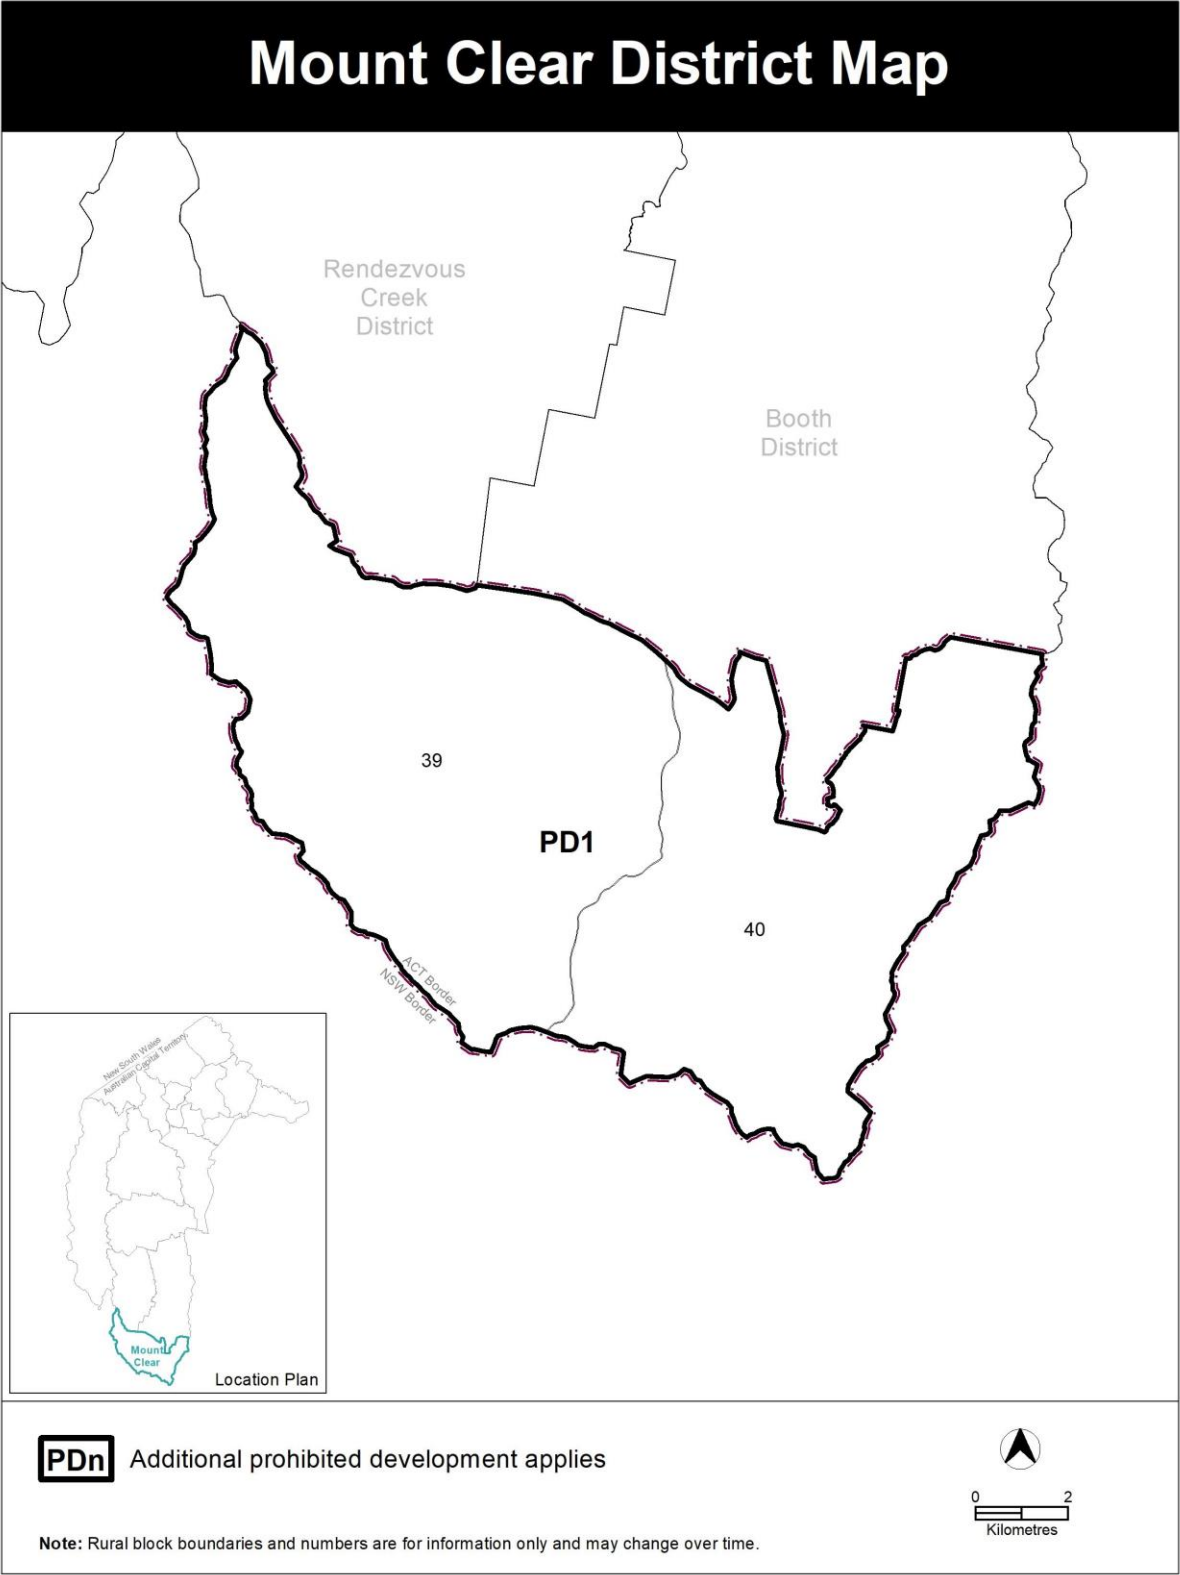 Mount Clear District Map
Rendezvous
Creek
District
Booth
District
39
PD1
40
ACT Border
NSW Border
New South Wales
Australian Capital Territory
Mount
Clear
Location Plan
PDn Additional prohibited development applies
0 2
Kilometres
Note: Rural block boundaries and numbers are for information only and may change over time.